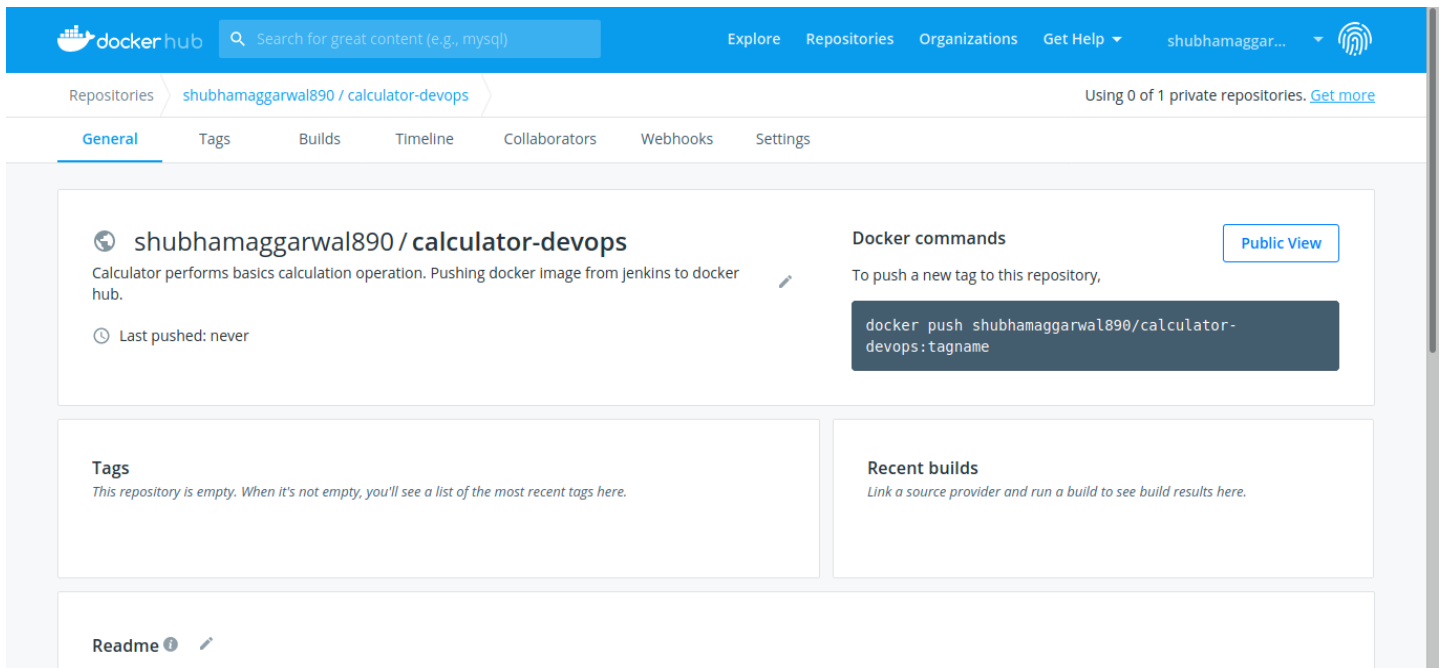 dockerhub Search for great content (e.g., mysql) Explore Repositories Organizations Get Help shubhamaggar...
Repositories shubhamaggarwal890 / calculator-devops Using 0 of 1 private repositories. Get more
General Tags Builds Timeline Collaborators Webhooks Settings
shubhamaggarwal890 / calculator-devops
Calculator performs basics calculation operation. Pushing docker image from jenkins to docker
hub.
Last pushed: never
Docker commands
Public View
To push a new tag to this repository,
docker push shubhamaggarwal890/calculator-
devops:tagname
Tags
This repository is empty. When it's not empty, you'll see a list of the most recent tags here.
Recent builds
Link a source provider and run a build to see build results here.
Readme